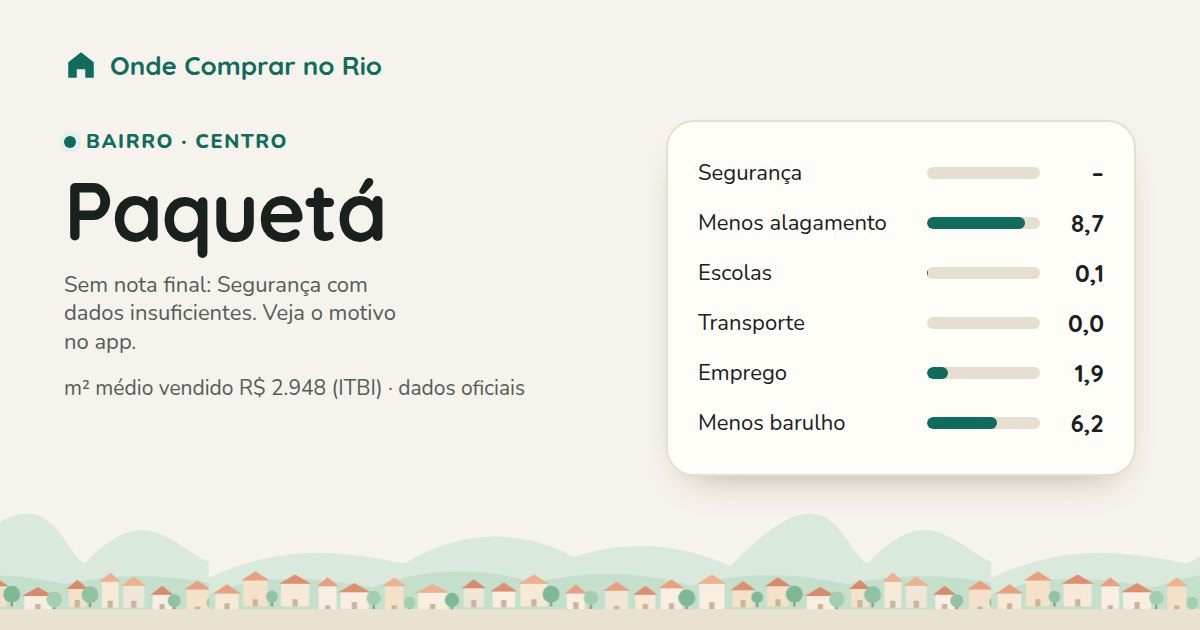 Onde Comprar no Rio
BAIRRO · CENTRO
Paquetá
Sem nota final: Segurança com
dados insuficientes. Veja o motivo
no app.
m² médio vendido R$ 2.948 (ITBI) · dados oficiais
Segurança –
Menos alagamento 8,7
Escolas 0,1
Transporte 0,0
Emprego 1,9
Menos barulho 6,2